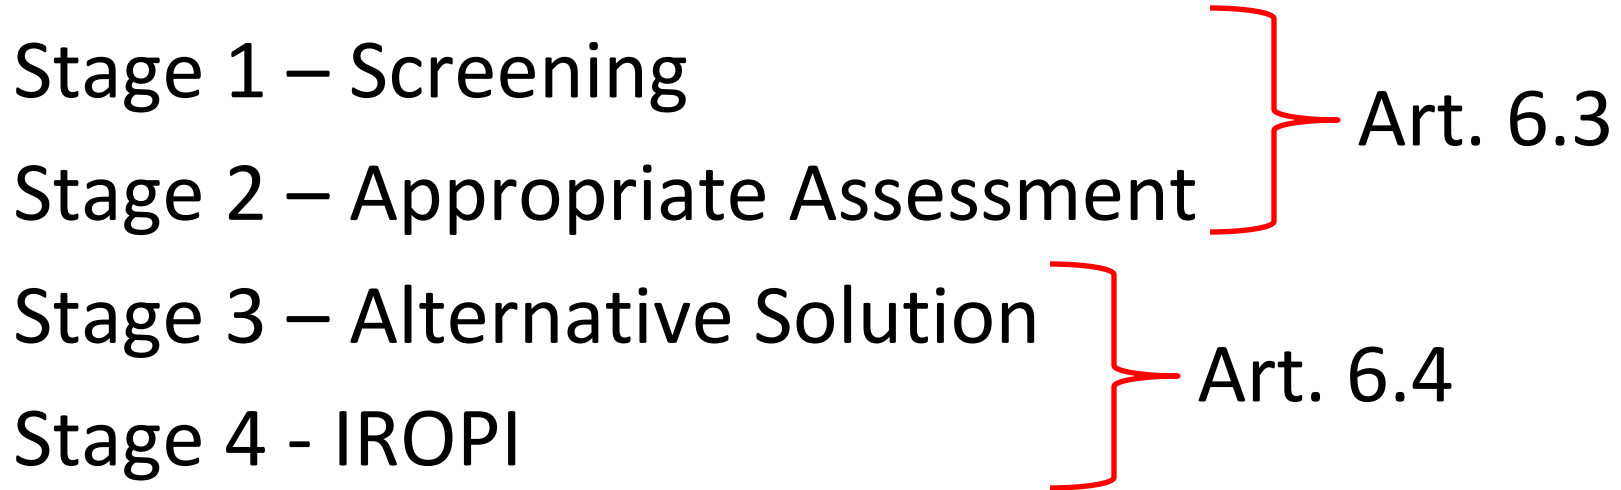 Stage 1 – Screening
Stage 2 – Appropriate Assessment
Art. 6.3
Stage 3 – Alternative Solution
Stage 4 - IROPI
Art. 6.4